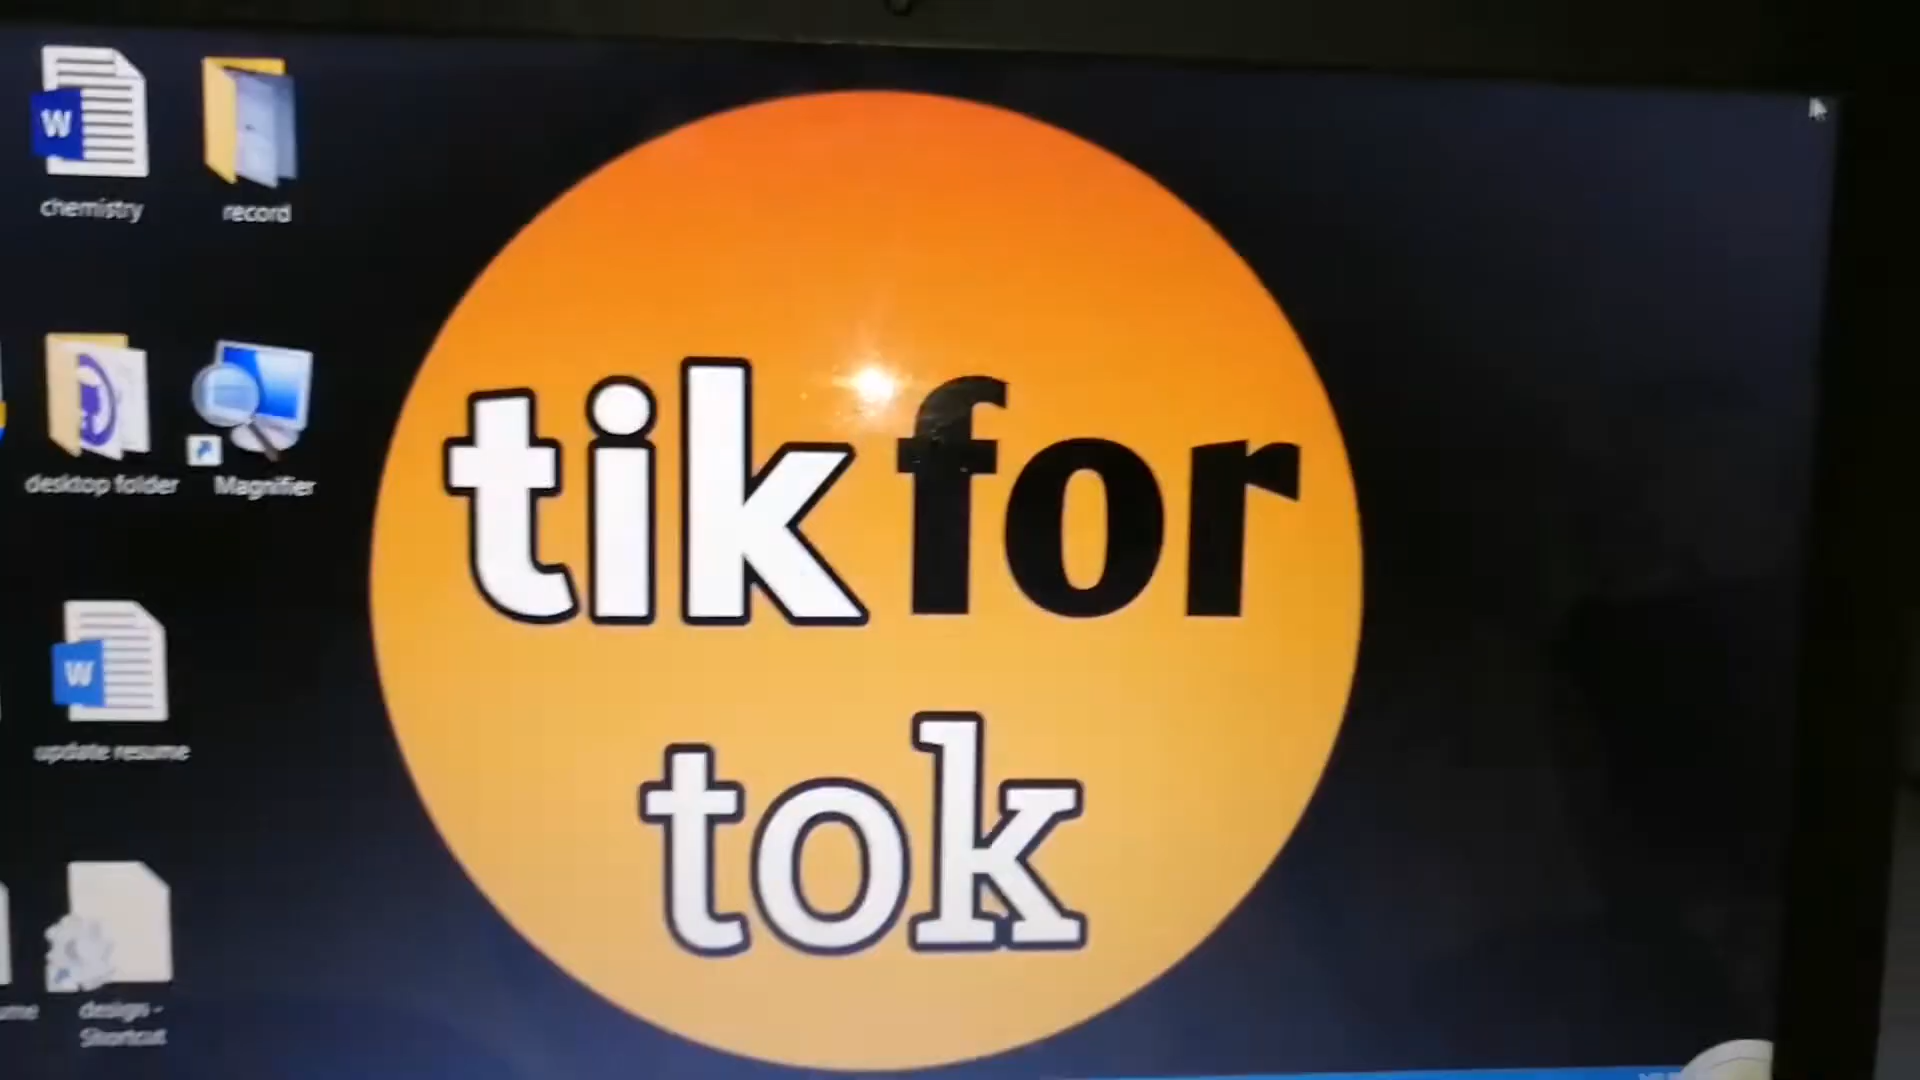 chemistry
record
tik for
tok
desktop folder
Magnifier
update resume
design -
Shortcut